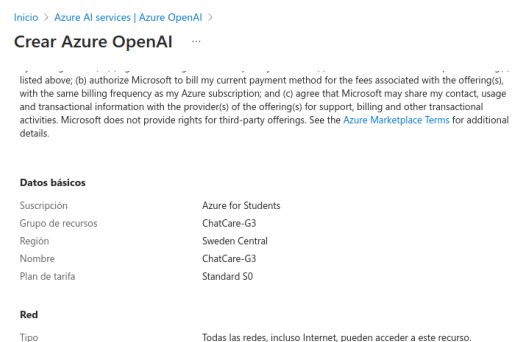 Inicio > Azure AI services | Azure OpenAI >
Crear Azure OpenAI ...
listed above; (b) authorize Microsoft to bill my current payment method for the fees associated with the offering(s),
with the same billing frequency as my Azure subscription; and (c) agree that Microsoft may share my contact, usage
and transactional information with the provider(s) of the offering(s) for support, billing and other transactional
activities. Microsoft does not provide rights for third-party offerings. See the Azure Marketplace Terms for additional
details.
Datos básicos
Suscripción Azure for Students
Grupo de recursos ChatCare-G3
Región Sweden Central
Nombre ChatCare-G3
Plan de tarifa Standard S0
Red
Tipo Todas las redes, incluso Internet, pueden acceder a este recurso.